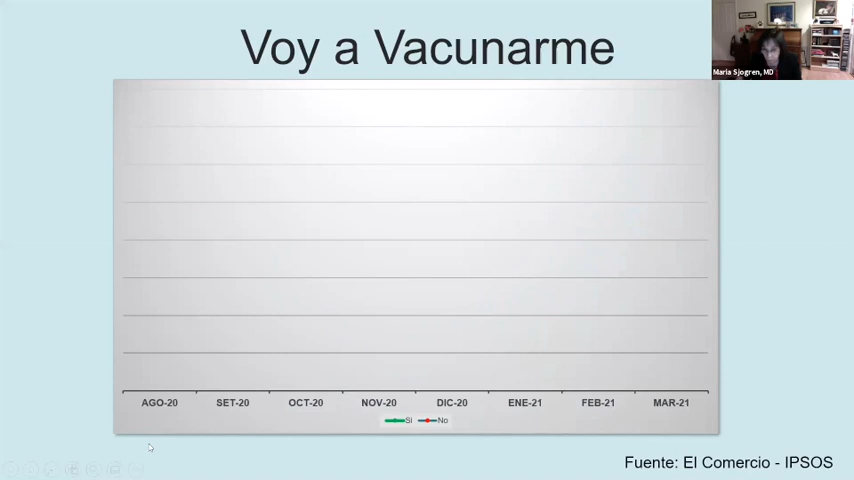 Voy a Vacunarme
Maria Sjogren, MD
AGO-20 SET-20 OCT-20 NOV-20 DIC-20 ENE-21 FEB-21 MAR-21
Si No
Fuente: El Comercio - IPSOS